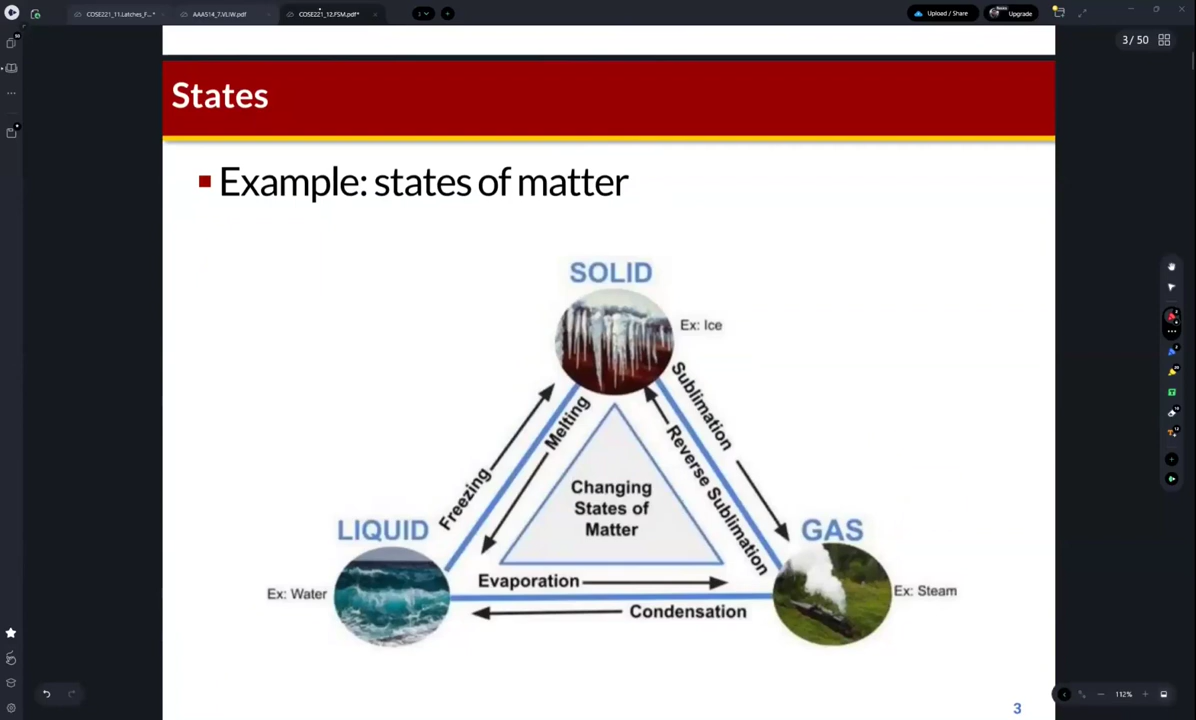 COSE221_11.Latches_F...*
AAA514_7.VLIW.pdf
COSE221_12.FSM.pdf*
2
Upload / Share
Upgrade
3 / 50
States
Example: states of matter
SOLID
Ex: Ice
Sublimation
Reverse Sublimation
Melting
Freezing
Changing
States of
Matter
LIQUID
GAS
Ex: Water
Evaporation
Condensation
Ex: Steam
3
112%